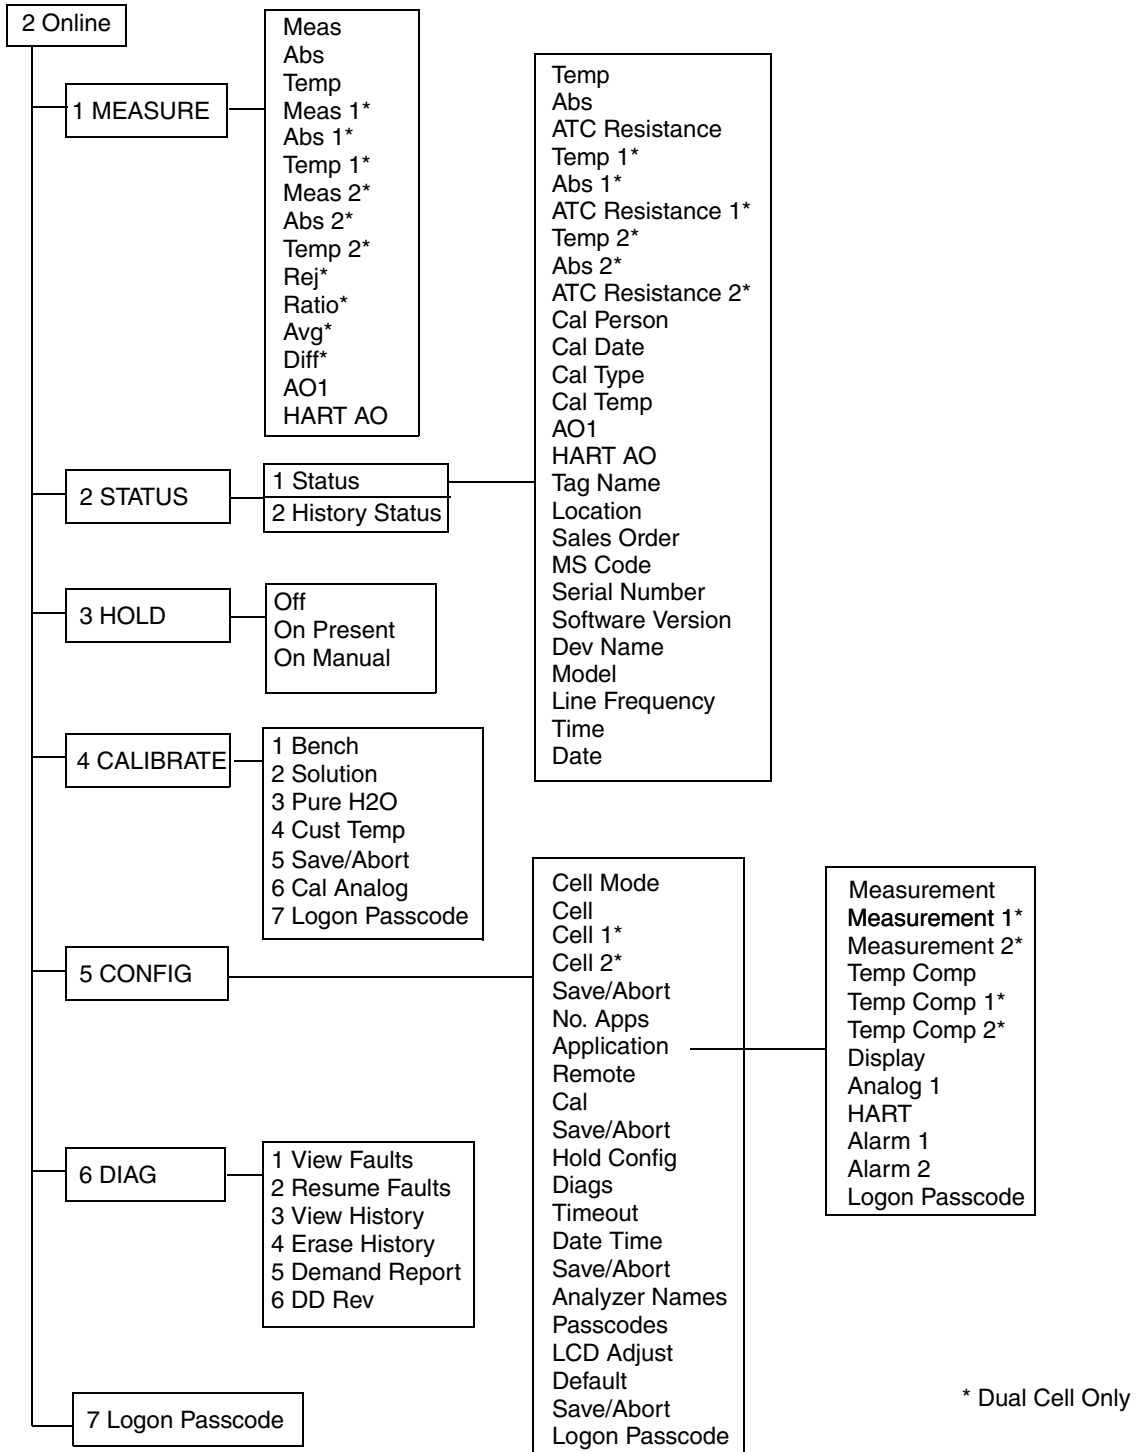 2 Online
1 MEASURE
Meas
Abs
Temp
Meas 1*
Abs 1*
Temp 1*
Meas 2*
Abs 2*
Temp 2*
Rej*
Ratio*
Avg*
Diff*
AO1
HART AO
2 STATUS
1 Status
2 History Status
Temp
Abs
ATC Resistance
Temp 1*
Abs 1*
ATC Resistance 1*
Temp 2*
Abs 2*
ATC Resistance 2*
Cal Person
Cal Date
Cal Type
Cal Temp
AO1
HART AO
Tag Name
Location
Sales Order
MS Code
Serial Number
Software Version
Dev Name
Model
Line Frequency
Time
Date
3 HOLD
Off
On Present
On Manual
4 CALIBRATE
1 Bench
2 Solution
3 Pure H2O
4 Cust Temp
5 Save/Abort
6 Cal Analog
7 Logon Passcode
5 CONFIG
Cell Mode
Cell
Cell 1*
Cell 2*
Save/Abort
No. Apps
Application
Remote
Cal
Save/Abort
Hold Config
Diags
Timeout
Date Time
Save/Abort
Analyzer Names
Passcodes
LCD Adjust
Default
Save/Abort
Logon Passcode
Measurement
Measurement 1*
Measurement 2*
Temp Comp
Temp Comp 1*
Temp Comp 2*
Display
Analog 1
HART
Alarm 1
Alarm 2
Logon Passcode
6 DIAG
1 View Faults
2 Resume Faults
3 View History
4 Erase History
5 Demand Report
6 DD Rev
7 Logon Passcode
* Dual Cell Only